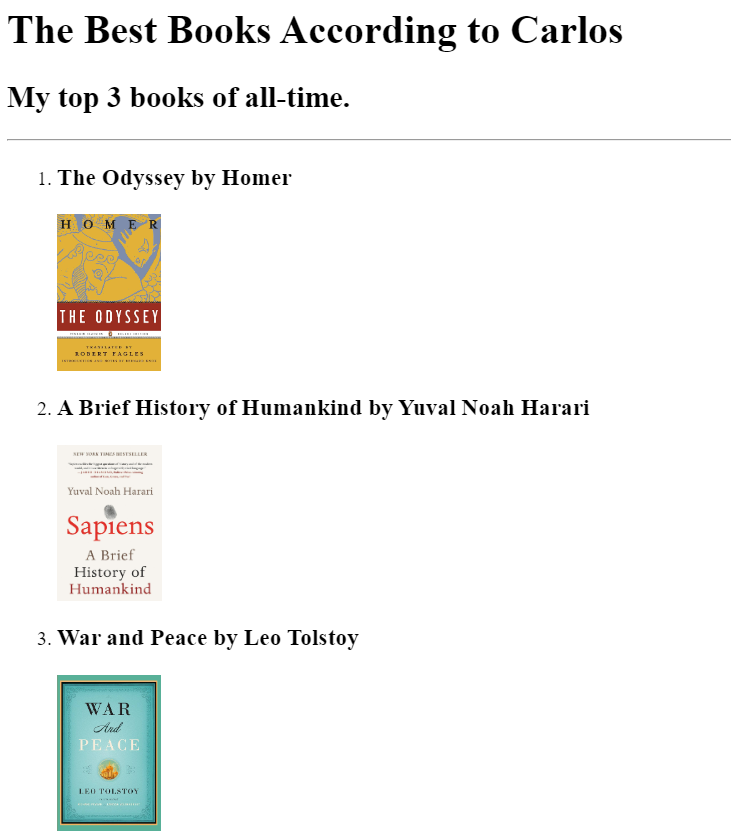 The Best Books According to Carlos
My top 3 books of all-time.
1. The Odyssey by Homer
HOMER
THE ODYSSEY
TRANSLATED BY
ROBERT FAGLES
2. A Brief History of Humankind by Yuval Noah Harari
NEW YORK TIMES BESTSELLER
Yuval Noah Harari
Sapiens
A Brief
History of
Humankind
3. War and Peace by Leo Tolstoy
WAR
And
PEACE
LEO TOLSTOY